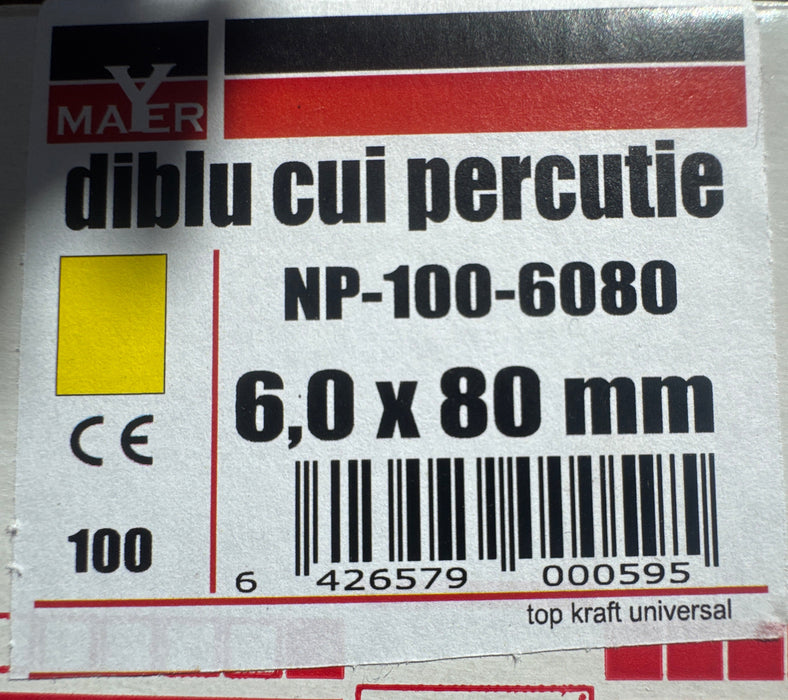 MAYER
diblu cui percutie
NP-100-6080
6,0 x 80 mm
CE
100
6 426579 000595
top kraft universal